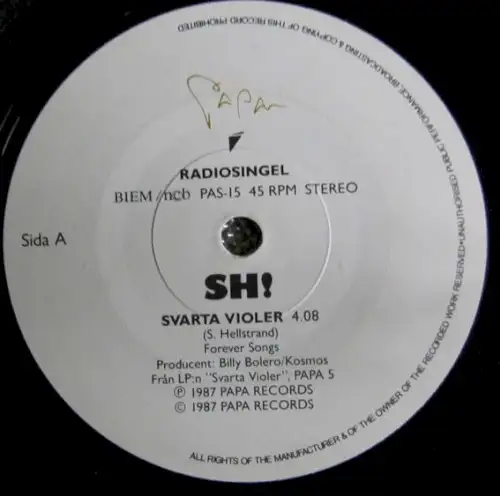 Papa
RADIOSINGEL
BIEM/ncb PAS-15 45 RPM STEREO
Sida A
SH!
SVARTA VIOLER 4.08
(S. Hellstrand)
Forever Songs
Producent: Billy Bolero/Kosmos
Från LP:n "Svarta Violer", PAPA 5
Ⓟ 1987 PAPA RECORDS
© 1987 PAPA RECORDS
ALL RIGHTS OF THE MANUFACTURER & OF THE OWNER OF THE RECORDED WORK RESERVED•UNAUTHORISED PUBLIC PERFORMANCE, BROADCASTING & COPYING OF THIS RECORD PROHIBITED